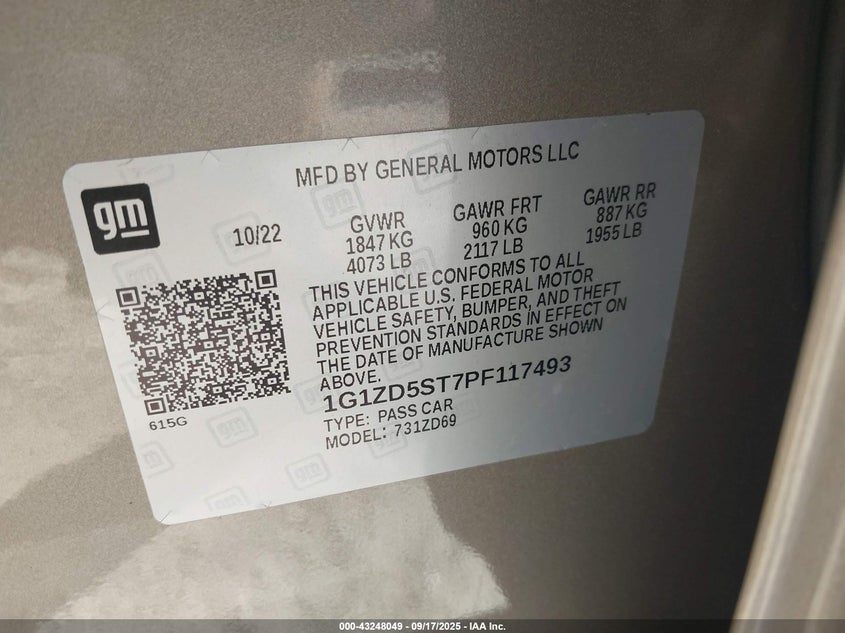 MFD BY GENERAL MOTORS LLC
gm
10/22
GVWR
1847 KG
4073 LB
GAWR FRT
960 KG
2117 LB
GAWR RR
887 KG
1955 LB
THIS VEHICLE CONFORMS TO ALL
APPLICABLE U.S. FEDERAL MOTOR
VEHICLE SAFETY, BUMPER, AND THEFT
PREVENTION STANDARDS IN EFFECT ON
THE DATE OF MANUFACTURE SHOWN
ABOVE.
1G1ZD5ST7PF117493
TYPE: PASS CAR
MODEL: 731ZD69
615G
000-43248049 - 09/17/2025 - IAA Inc.